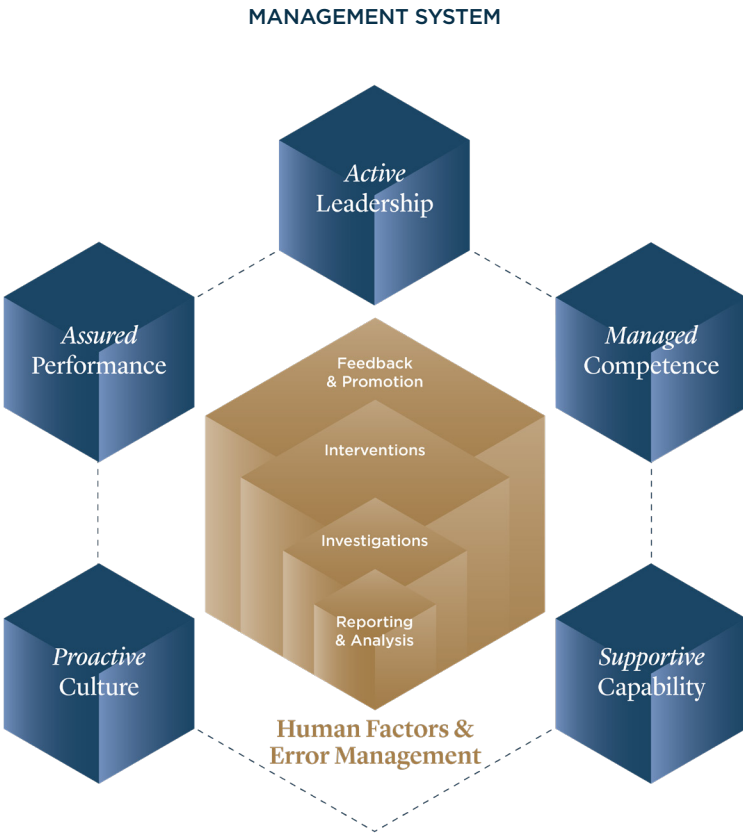 MANAGEMENT SYSTEM
Active
Leadership
Assured
Performance
Managed
Competence
Feedback
& Promotion
Interventions
Investigations
Reporting
& Analysis
Proactive
Culture
Supportive
Capability
Human Factors &
Error Management